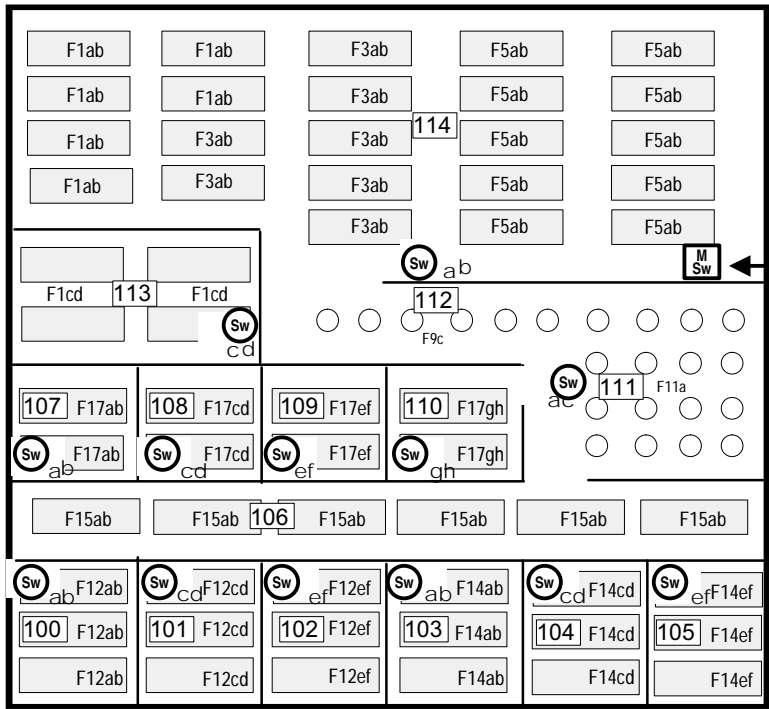 F1ab F1ab F3ab F5ab F5ab
F1ab F1ab F3ab F5ab F5ab
114
F1ab F3ab F3ab F5ab F5ab
F1ab F3ab F3ab F5ab F5ab
F3ab F5ab F5ab
Sw ab
M
Sw
F1cd 113 F1cd
112
Sw
cd
F9c
Sw
ac
111 F11a
107 F17ab 108 F17cd 109 F17ef 110 F17gh
Sw F17ab Sw F17cd Sw F17ef Sw F17gh
ab cd ef gh
F15ab F15ab 106 F15ab F15ab F15ab F15ab
Sw F12ab Sw F12cd Sw F12ef Sw F14ab Sw F14cd Sw F14ef
ab cd ef ab cd ef
100 F12ab 101 F12cd 102 F12ef 103 F14ab 104 F14cd 105 F14ef
F12ab F12cd F12ef F14ab F14cd F14ef